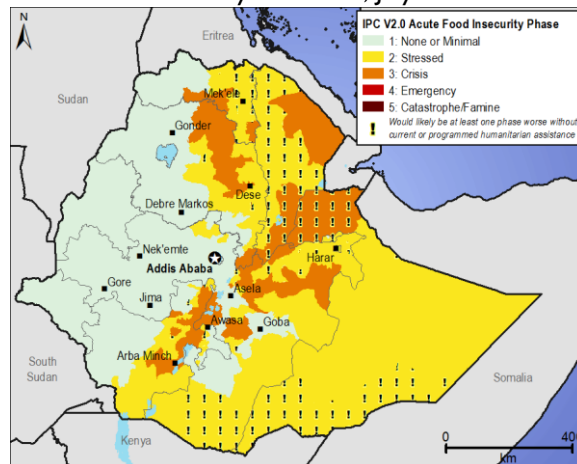 N
Eritrea
IPC V2.0 Acute Food Insecurity Phase
1: None or Minimal
2: Stressed
3: Crisis
4: Emergency
5: Catastrophe/Famine
! Would likely be at least one phase worse without
current or programmed humanitarian assistance
Sudan
Mek'ele
Gonder
Dese
Debre Markos
Nek'emte
Addis Ababa
Harar
Gore
Jima
Asela
Awasa
Goba
Arba Minch
South
Sudan
Somalia
Kenya
0 400
km